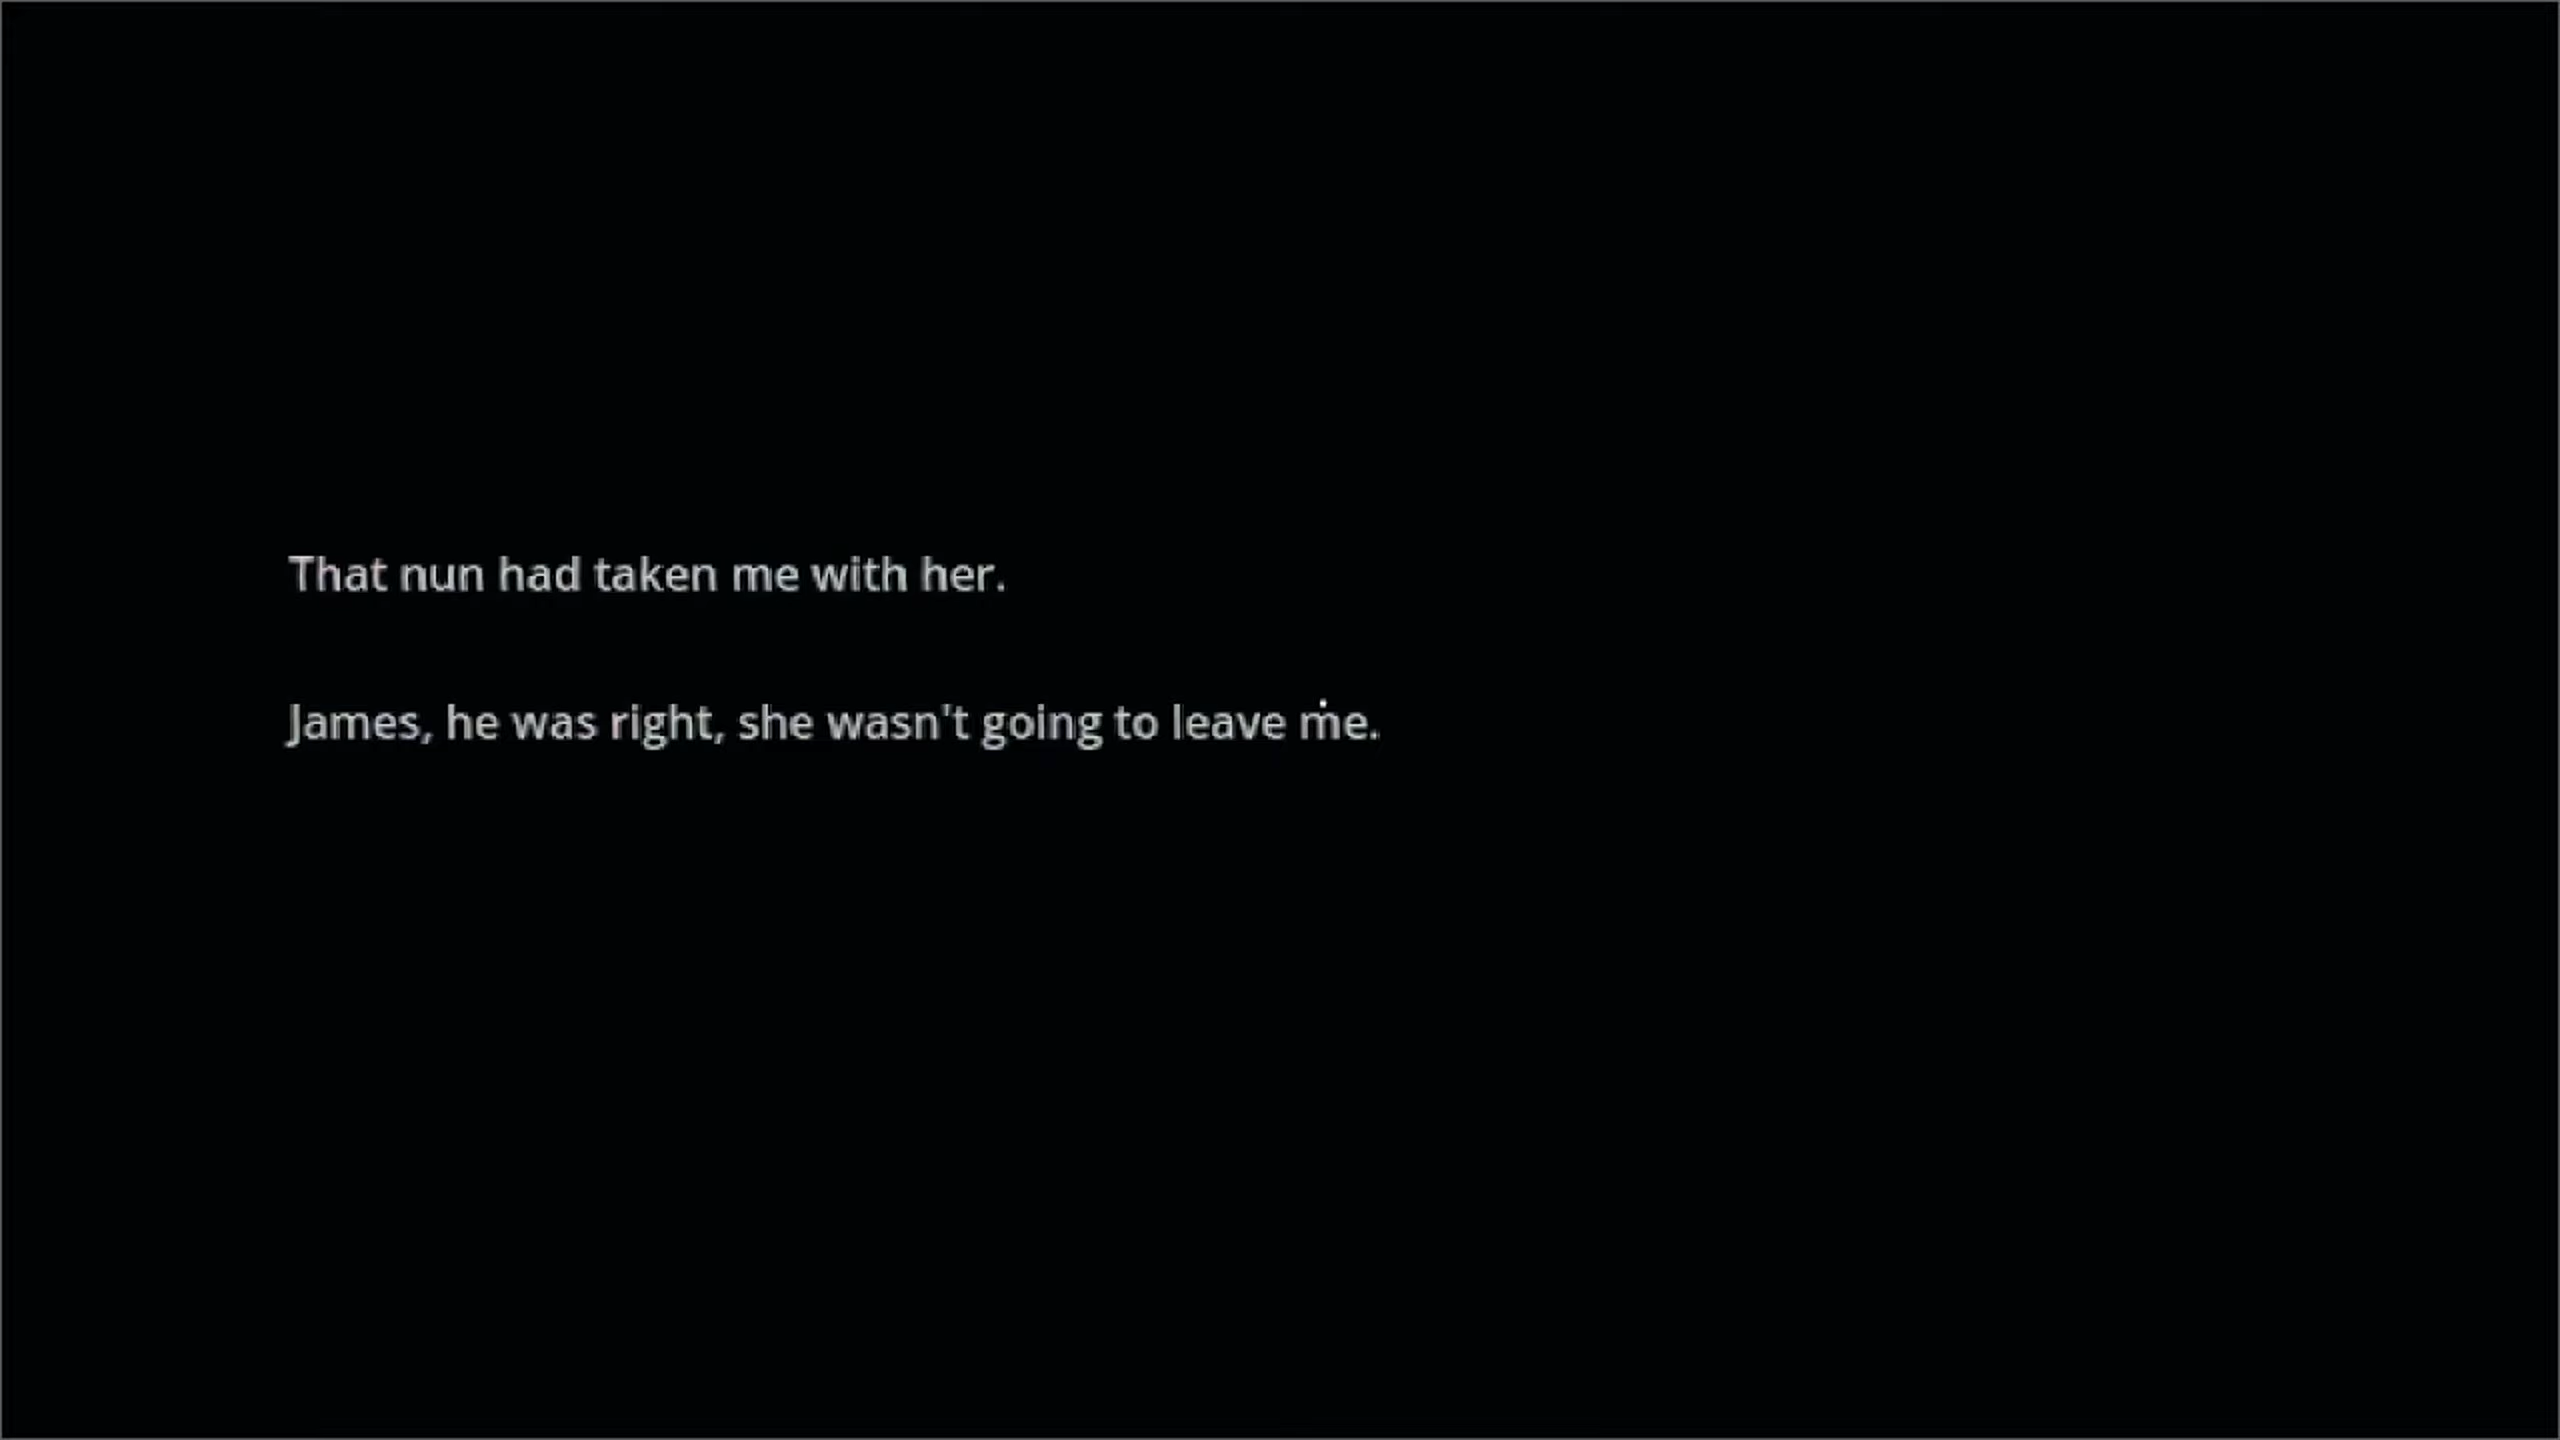 That nun had taken me with her.
James, he was right, she wasn't going to leave me.